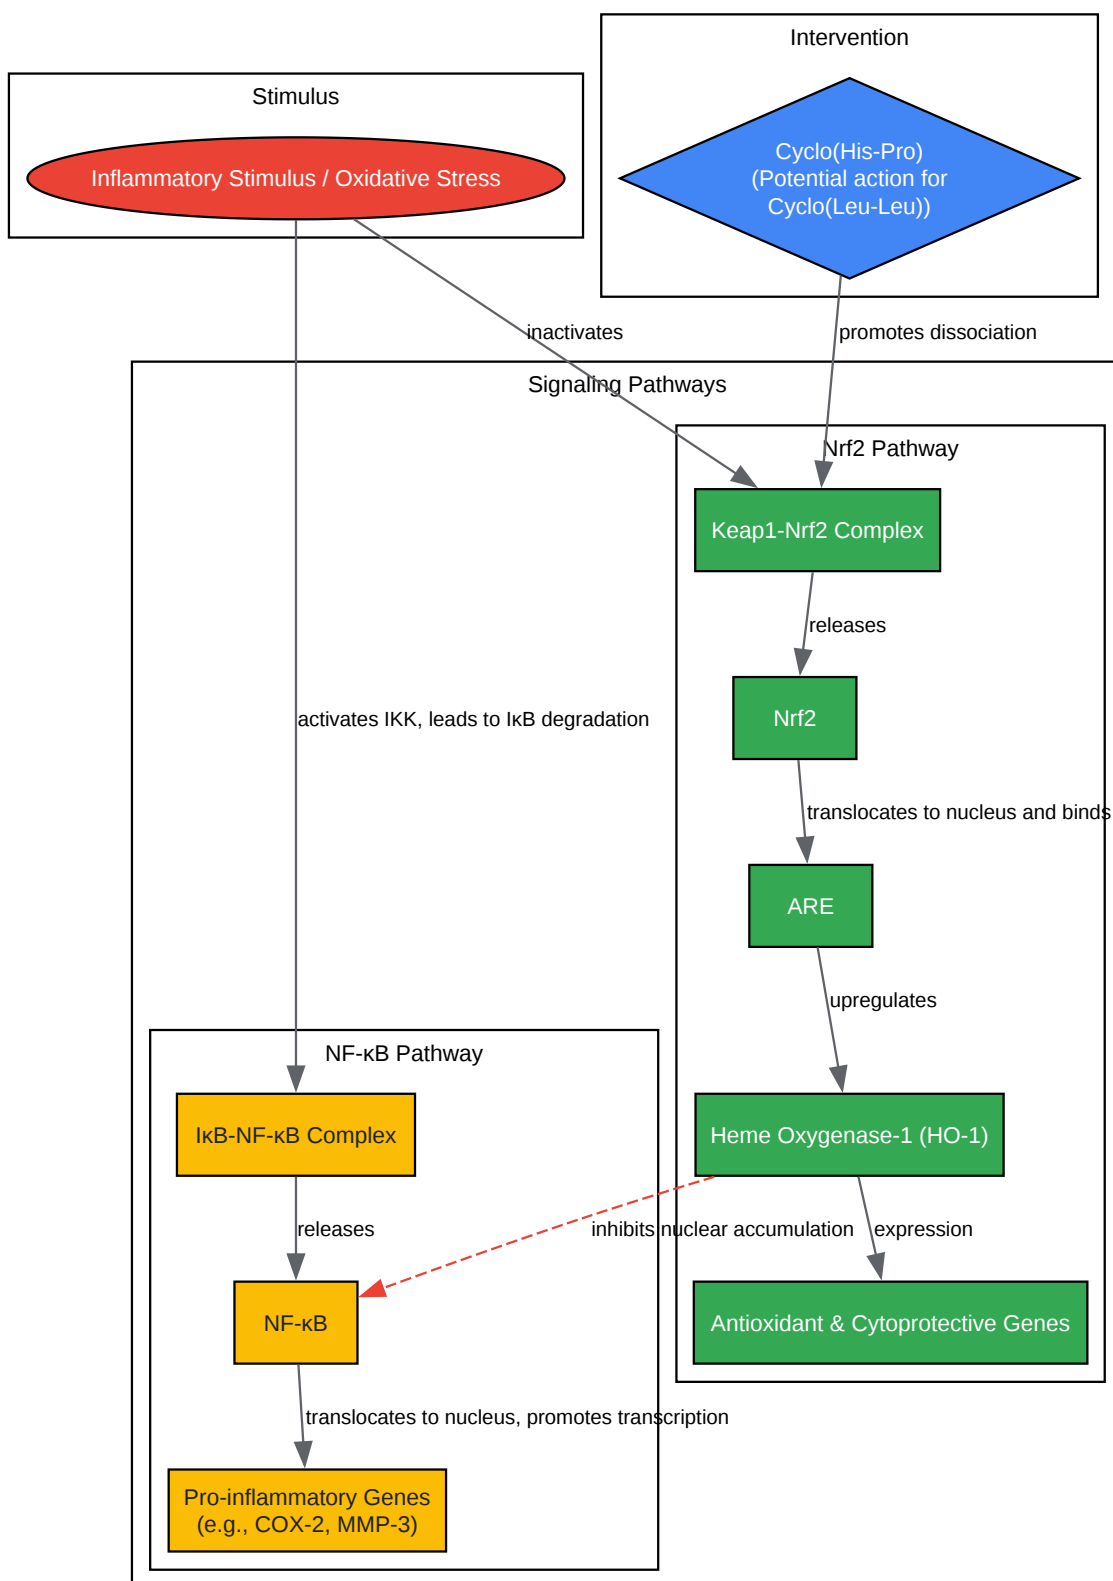 Intervention
Stimulus
Cyclo(His-Pro)
(Potential action for
Cyclo(Leu-Leu))
Inflammatory Stimulus / Oxidative Stress
inactivates
promotes dissociation
Signaling Pathways
Nrf2 Pathway
Keap1-Nrf2 Complex
releases
activates IKK, leads to IκB degradation
Nrf2
translocates to nucleus and binds
ARE
upregulates
NF-κB Pathway
IκB-NF-κB Complex
Heme Oxygenase-1 (HO-1)
releases
inhibits nuclear accumulation
expression
NF-κB
Antioxidant & Cytoprotective Genes
translocates to nucleus, promotes transcription
Pro-inflammatory Genes
(e.g., COX-2, MMP-3)